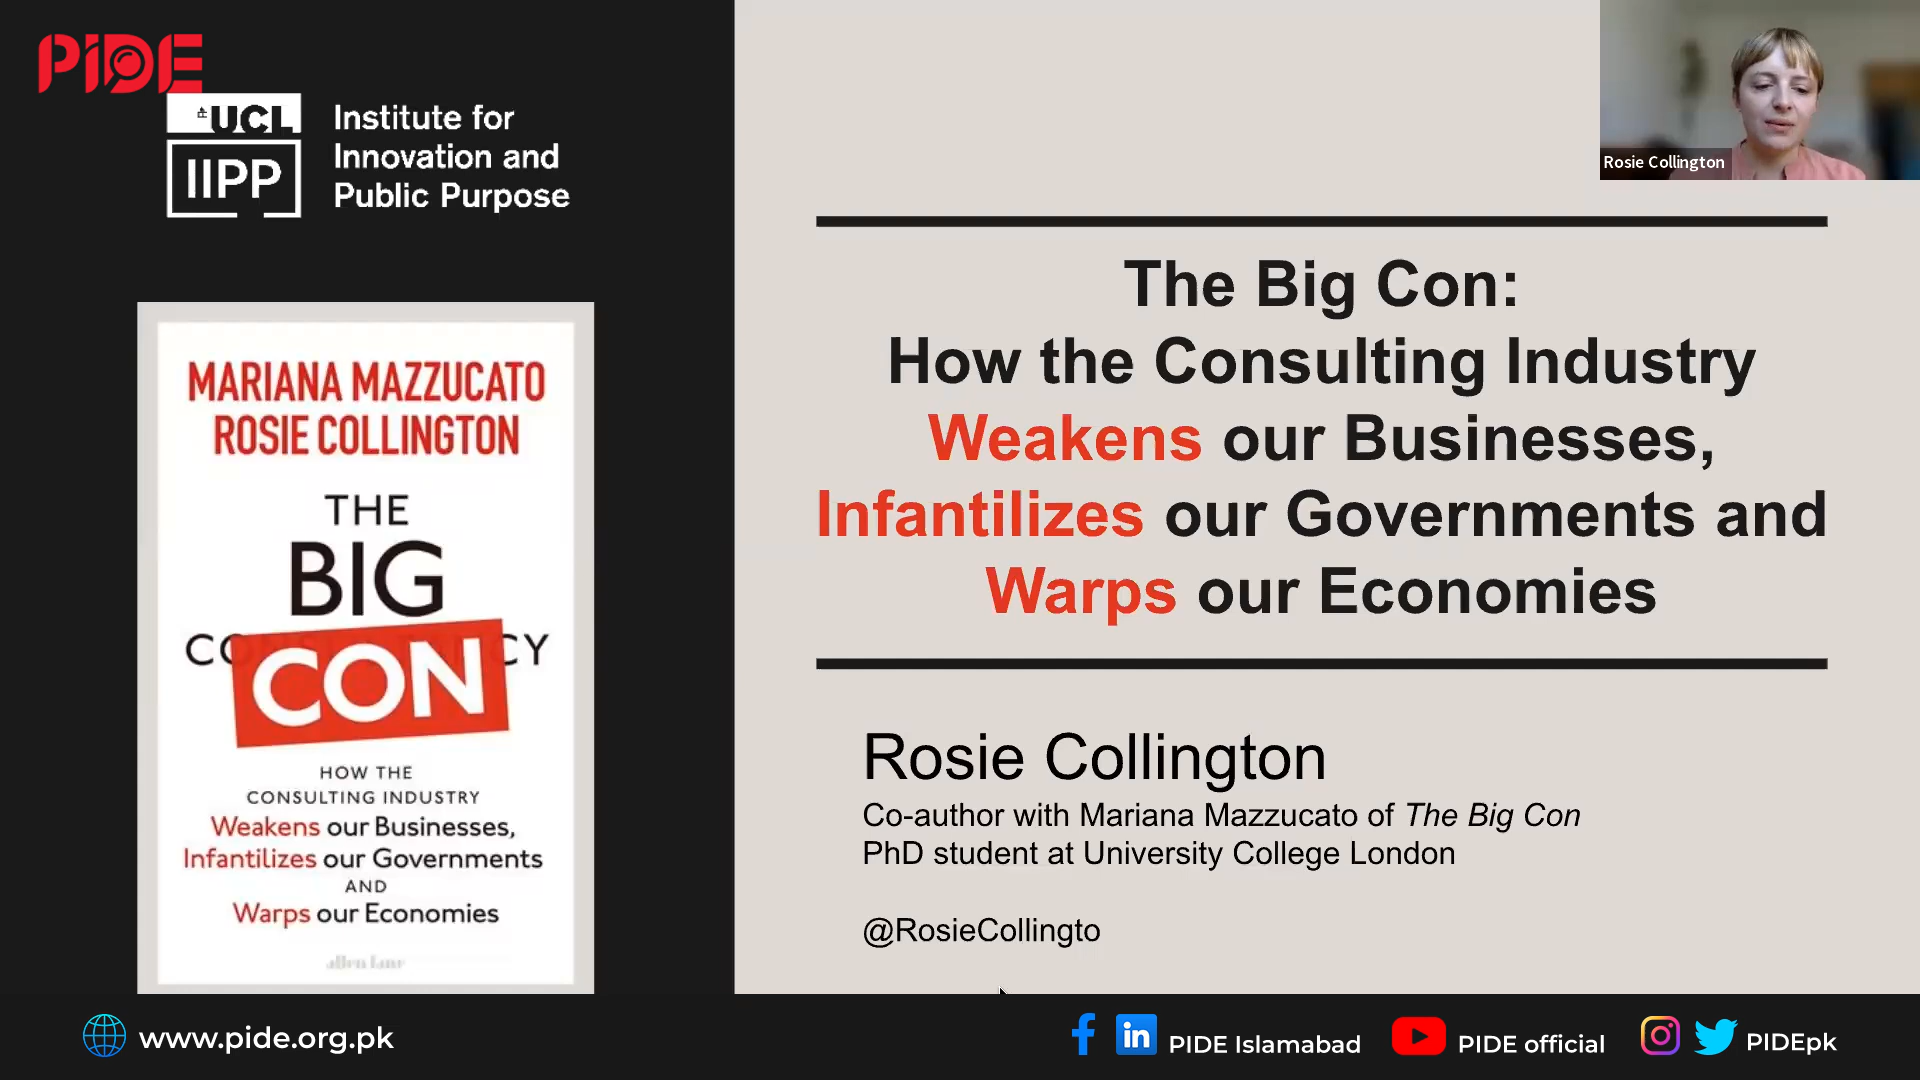 PIDE
UCL
IIPP
Institute for
Innovation and
Public Purpose
MARIANA MAZZUCATO
ROSIE COLLINGTON
THE
BIG
CON
CY
HOW THE
CONSULTING INDUSTRY
Weakens our Businesses,
Infantilizes our Governments
AND
Warps our Economies
allen lane
Rosie Collington
The Big Con:
How the Consulting Industry
Weakens our Businesses,
Infantilizes our Governments and
Warps our Economies
Rosie Collington
Co-author with Mariana Mazzucato of The Big Con
PhD student at University College London
@RosieCollingto
www.pide.org.pk
in PIDE Islamabad
PIDE official
PIDEpk